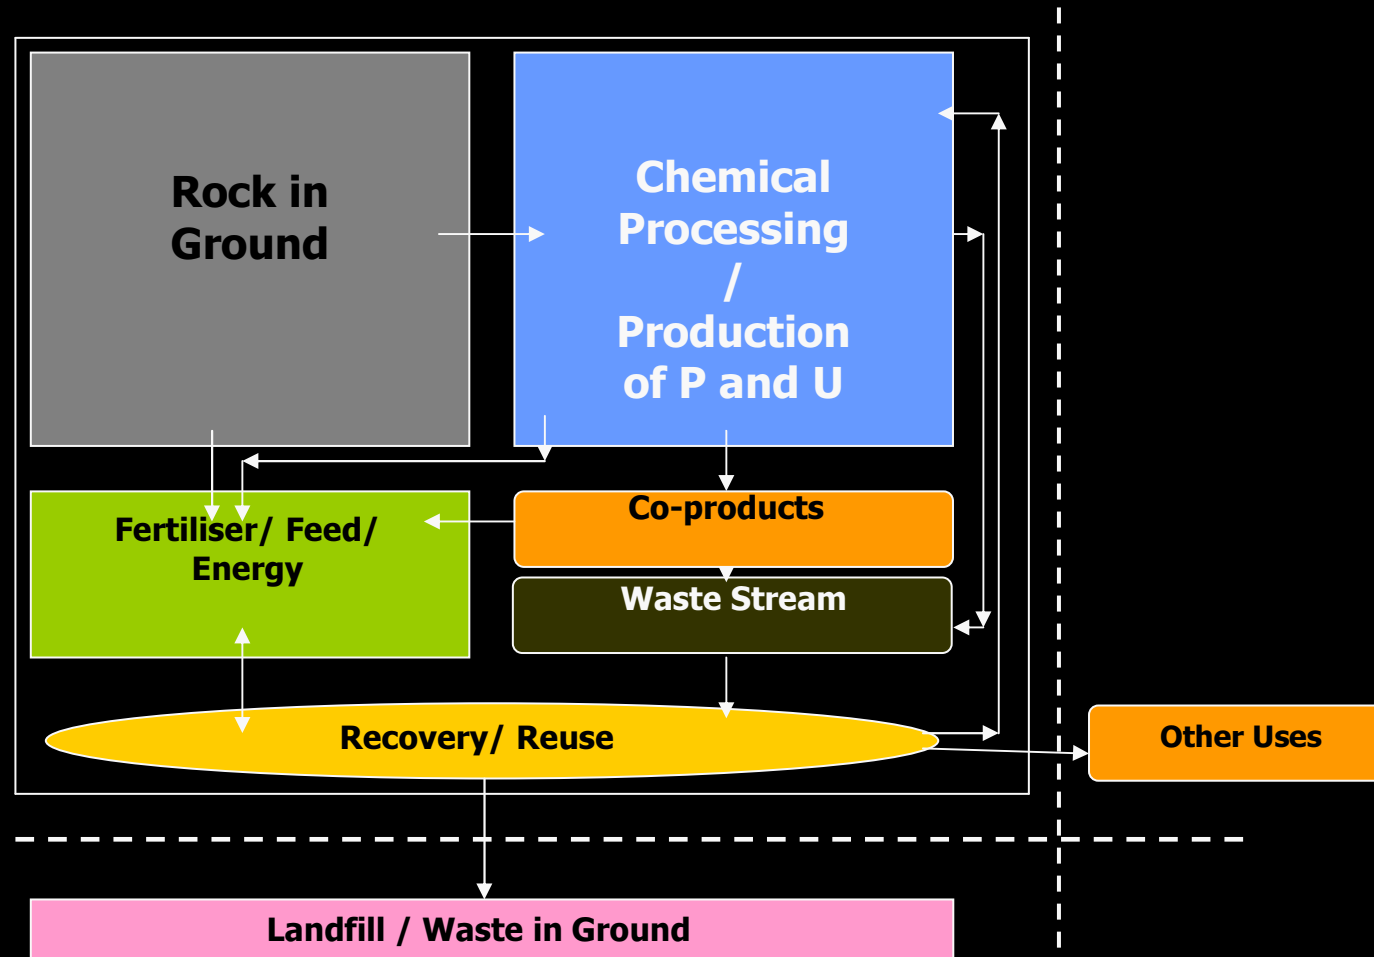 Rock in
Ground
Chemical
Processing
/
Production
of P and U
Fertiliser/ Feed/
Energy
Co-products
Waste Stream
Recovery/ Reuse
Other Uses
Landfill / Waste in Ground